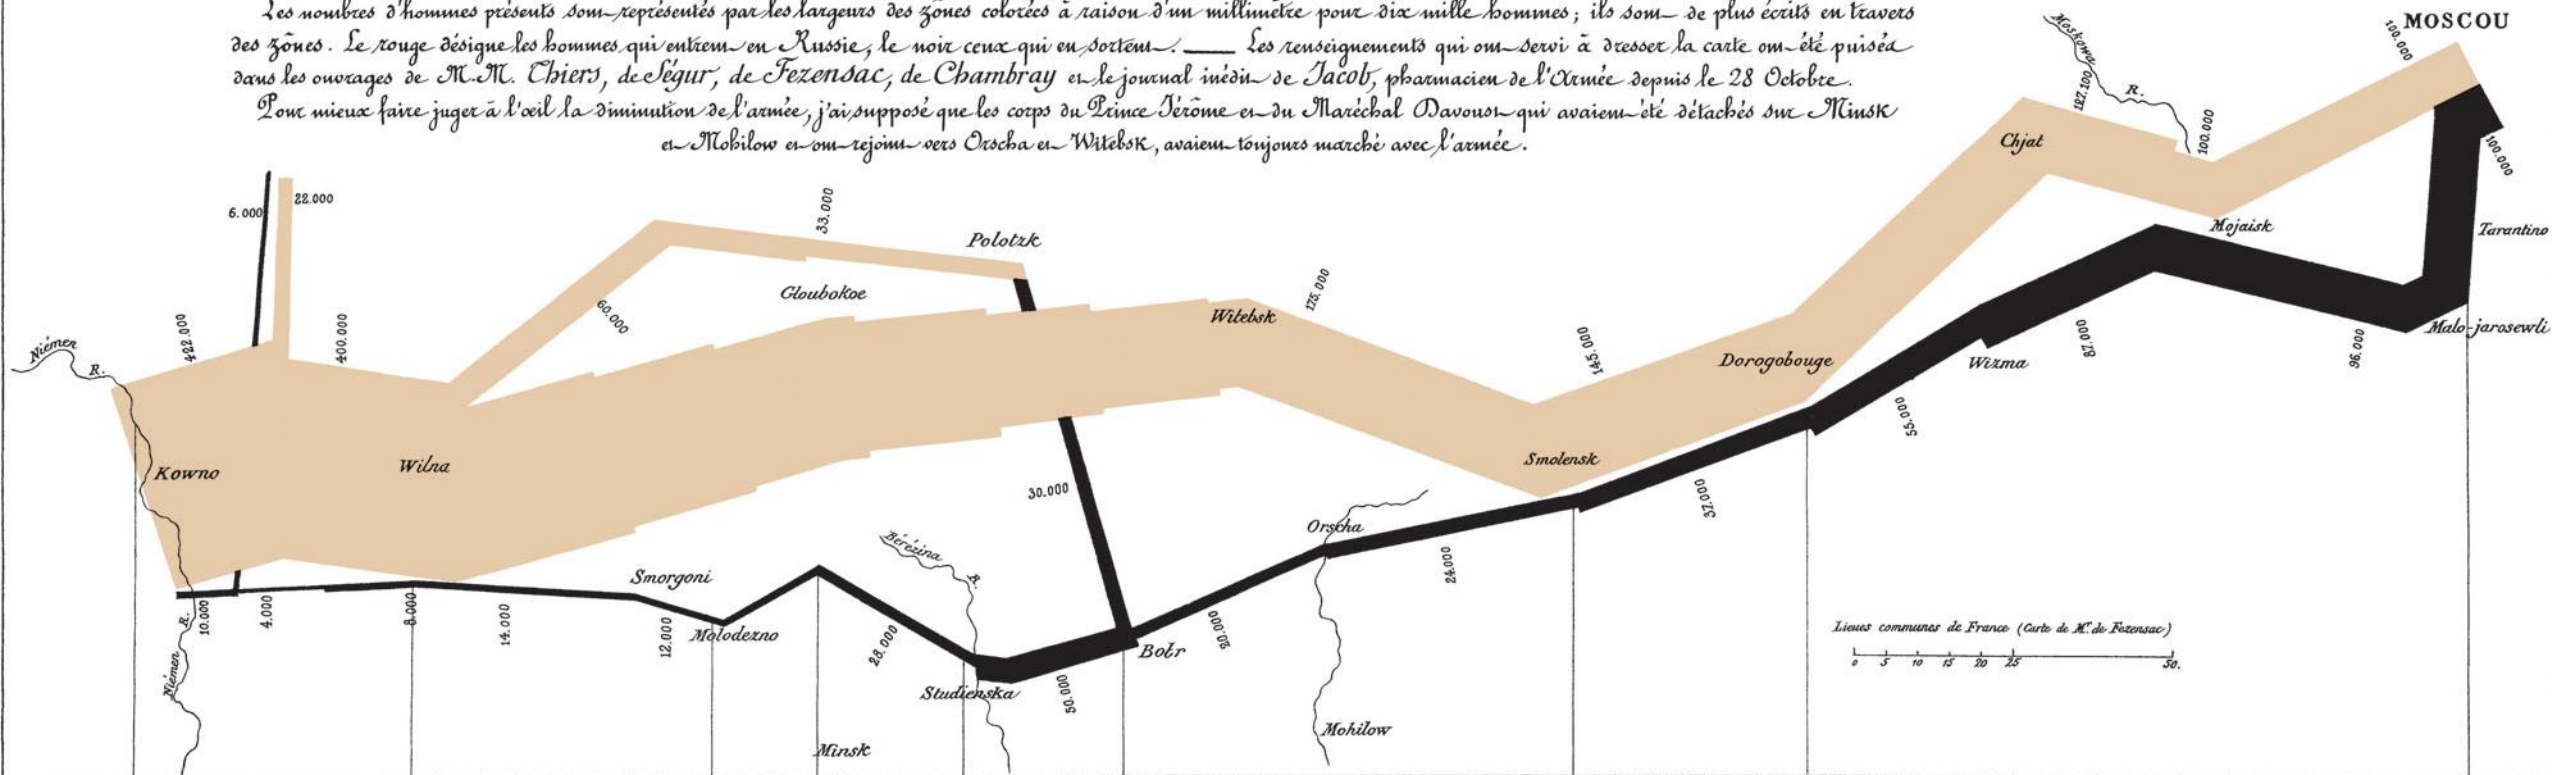 Les nombres d'hommes présents sont représentés par les largeurs des zônes colorées à raison d'un millimètre pour dix mille hommes; ils sont de plus écrits en travers
des zônes. Le rouge désigne les hommes qui entrent en Russie, le noir ceux qui en sortent. — Les renseignements qui ont servi à dresser la carte ont été puisés
dans les ouvrages de M.M. Thiers, de Ségur, de Fezensac, de Chambray et le journal inédit de Jacob, pharmacien de l'Armée depuis le 28 Octobre.
Pour mieux faire juger à l'œil la diminution de l'armée, j'ai supposé que les corps du Prince Jérôme et du Maréchal Davoust qui avaient été détachés sur Minsk
et Mohilow et ont rejoint vers Orscha et Witebsk, avaient toujours marché avec l'armée.
MOSCOU
100.000
Moskowa
R.
127.100
100.000
Chjat
100.000
Mojaisk
Tarantino
Malo-jarosewli
6.000
22.000
33.000
Polotzk
Gloubokoe
60.000
422.000
400.000
Niémen
R.
Kowno
Wilna
Witebsk
175.000
145.000
Dorogobouge
Smolensk
Wizma
87.000
96.000
55.000
37.000
30.000
Orscha
24.000
Bérézina
R.
Smorgoni
Molodezno
10.000
4.000
8.000
14.000
12.000
28.000
Studienska
50.000
Bobr
20.000
R.
Niémen
Minsk
Mohilow
Lieues communes de France (Carte de Mr. de Fezensac)
0 5 10 15 20 25 50.